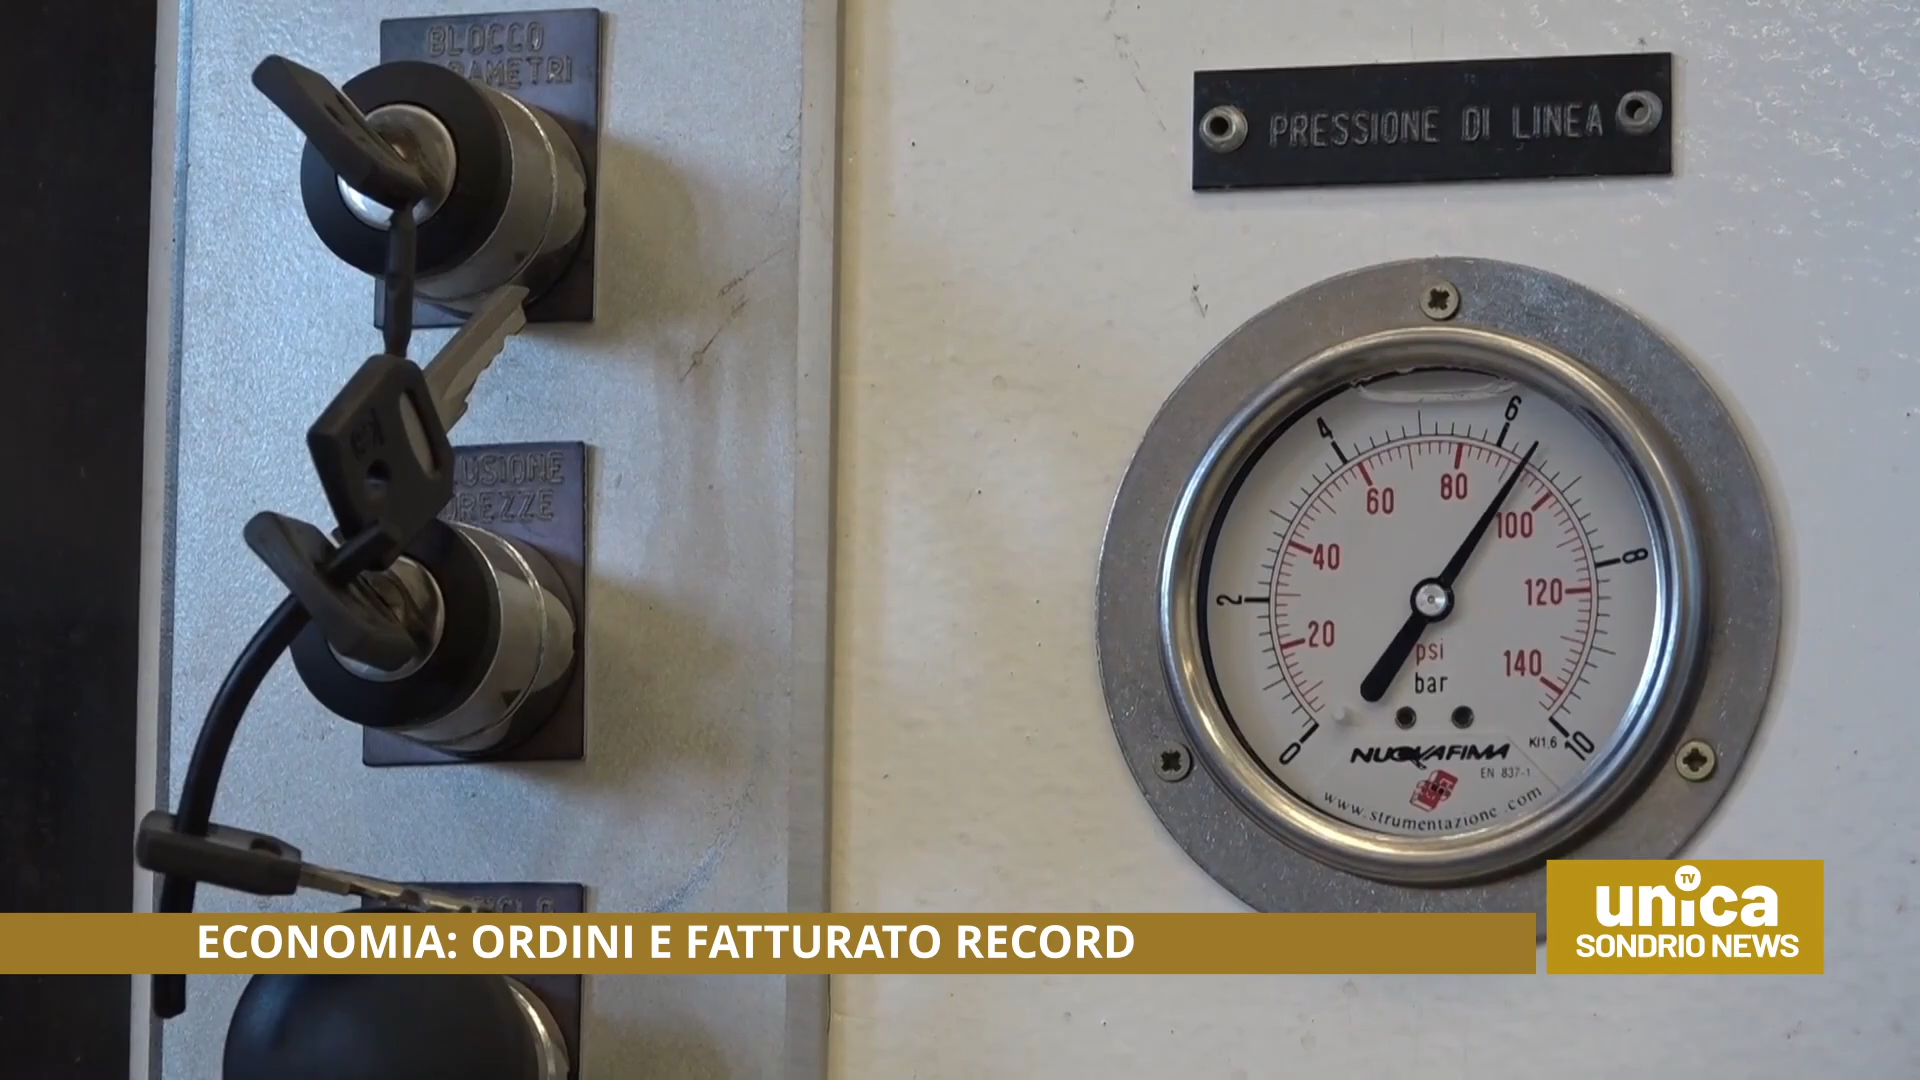 BLOCCO
PRESSIONE DI LINEA
6
4
80
60
100
40
8
2
120
20
psi
140
bar
0
10
NUOVAFIMA
Kl1,6
EN 837-1
www.strumentazione.com
TV
unica
SONDRIO NEWS
ECONOMIA: ORDINI E FATTURATO RECORD